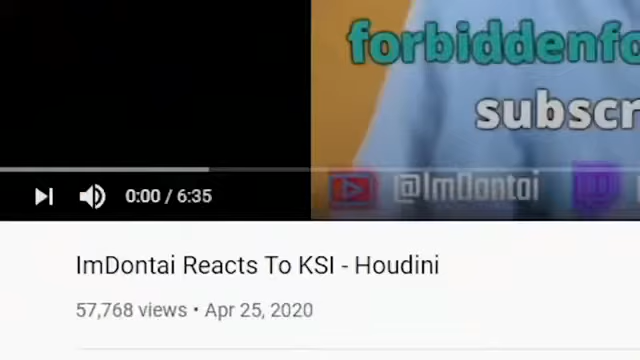 forbiddenfo
subscr
@ImDontai
0:00 / 6:35
ImDontai Reacts To KSI - Houdini
57,768 views • Apr 25, 2020